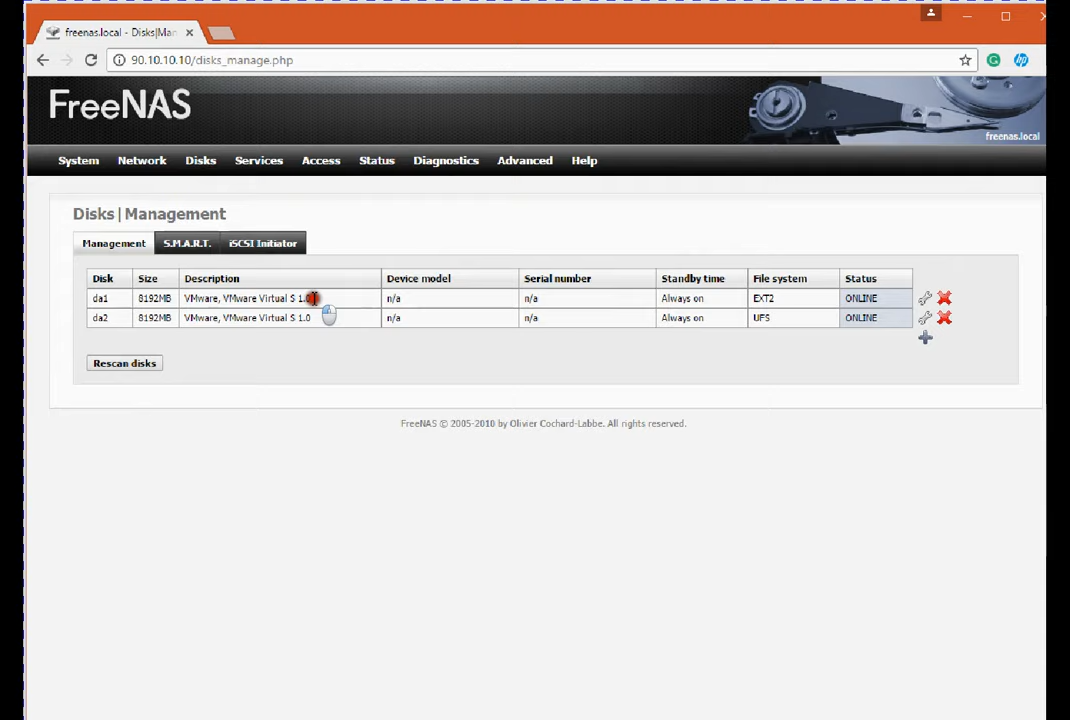 freenas.local - Disks|Man
90.10.10.10/disks_manage.php
FreeNAS
freenas.local
System Network Disks Services Access Status Diagnostics Advanced Help
Disks|Management
Management S.M.A.R.T. iSCSI Initiator
Disk Size Description Device model Serial number Standby time File system Status
da1 8192MB VMware, VMware Virtual S 1.0 n/a n/a Always on EXT2 ONLINE
da2 8192MB VMware, VMware Virtual S 1.0 n/a n/a Always on UFS ONLINE
Rescan disks
FreeNAS © 2005-2010 by Olivier Cochard-Labbe. All rights reserved.